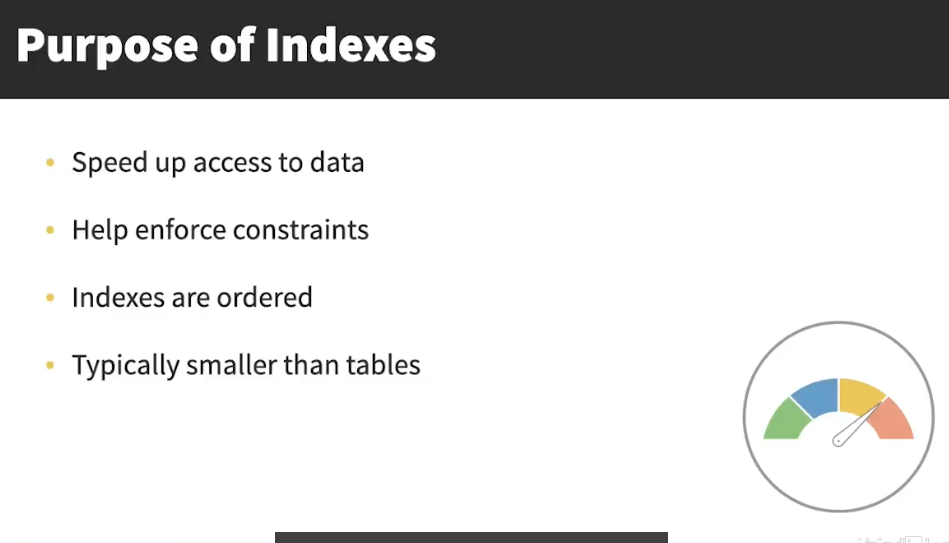 Purpose of Indexes
• Speed up access to data
• Help enforce constraints
• Indexes are ordered
• Typically smaller than tables